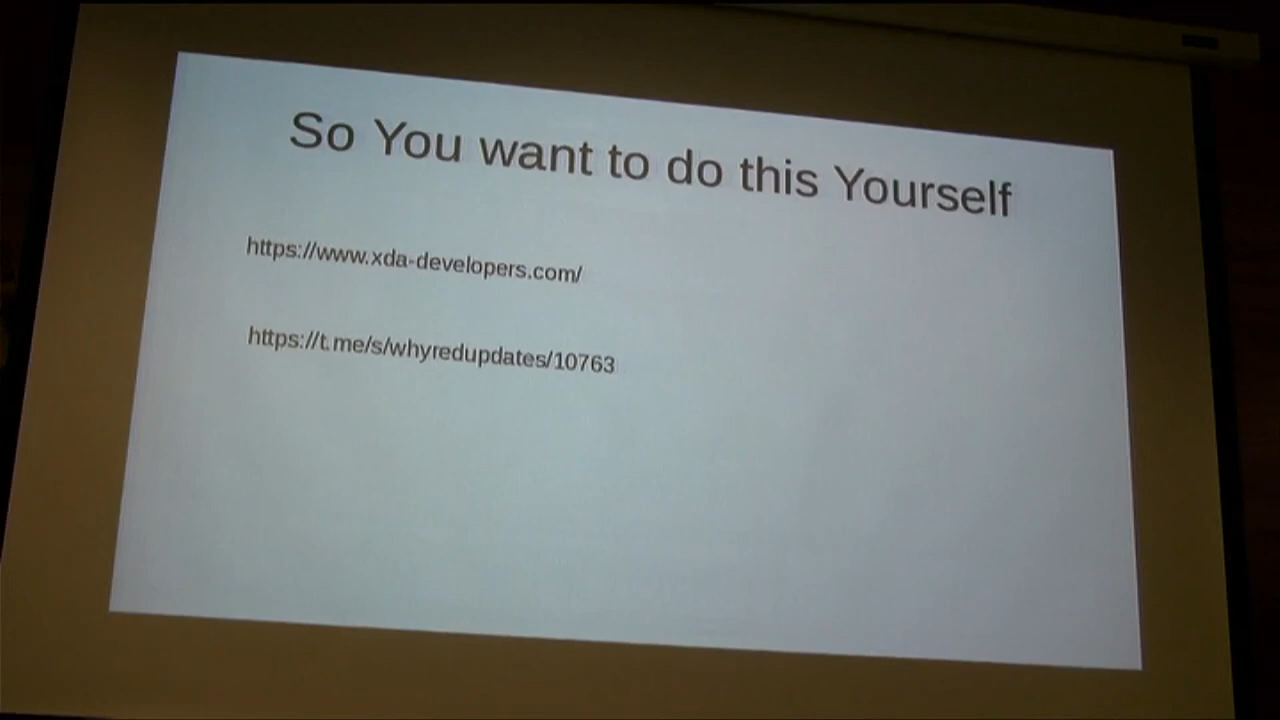 So You want to do this Yourself
https://www.xda-developers.com/
https://t.me/s/whyredupdates/10763